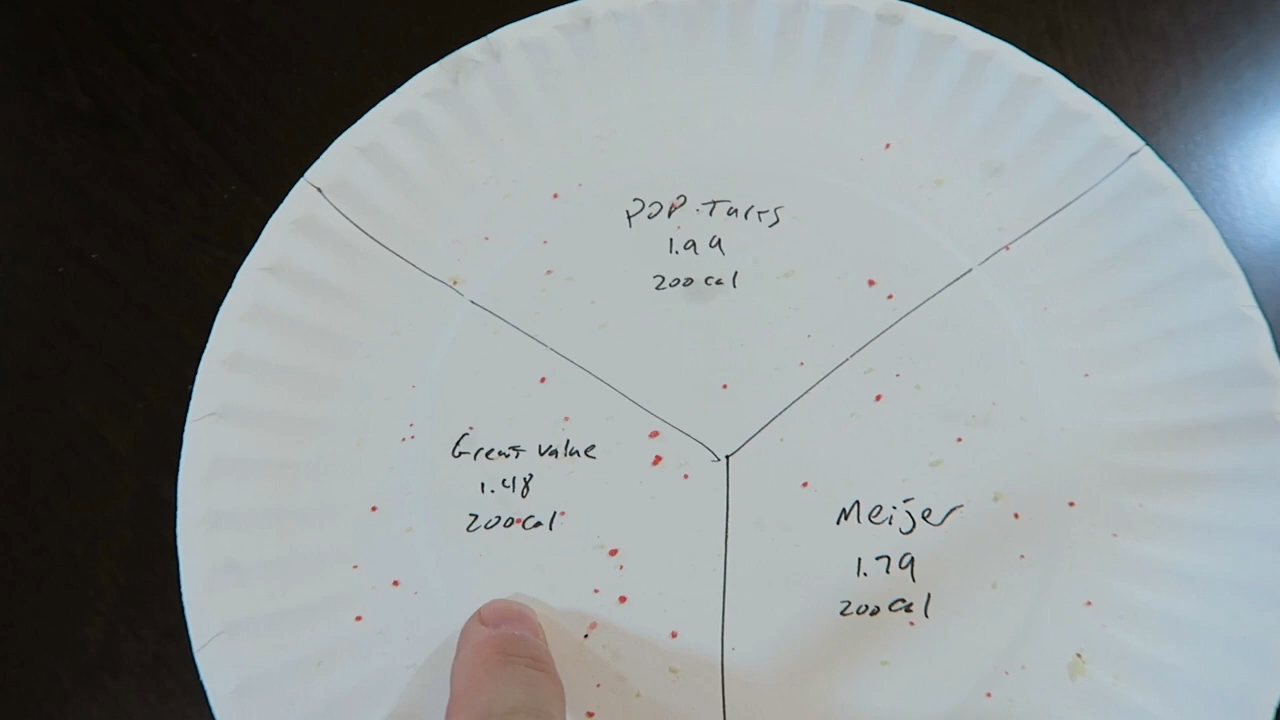 POP.Tarts
1.99
200 cal
Great value
1.48
200 cal
Meijer
1.79
200 cal